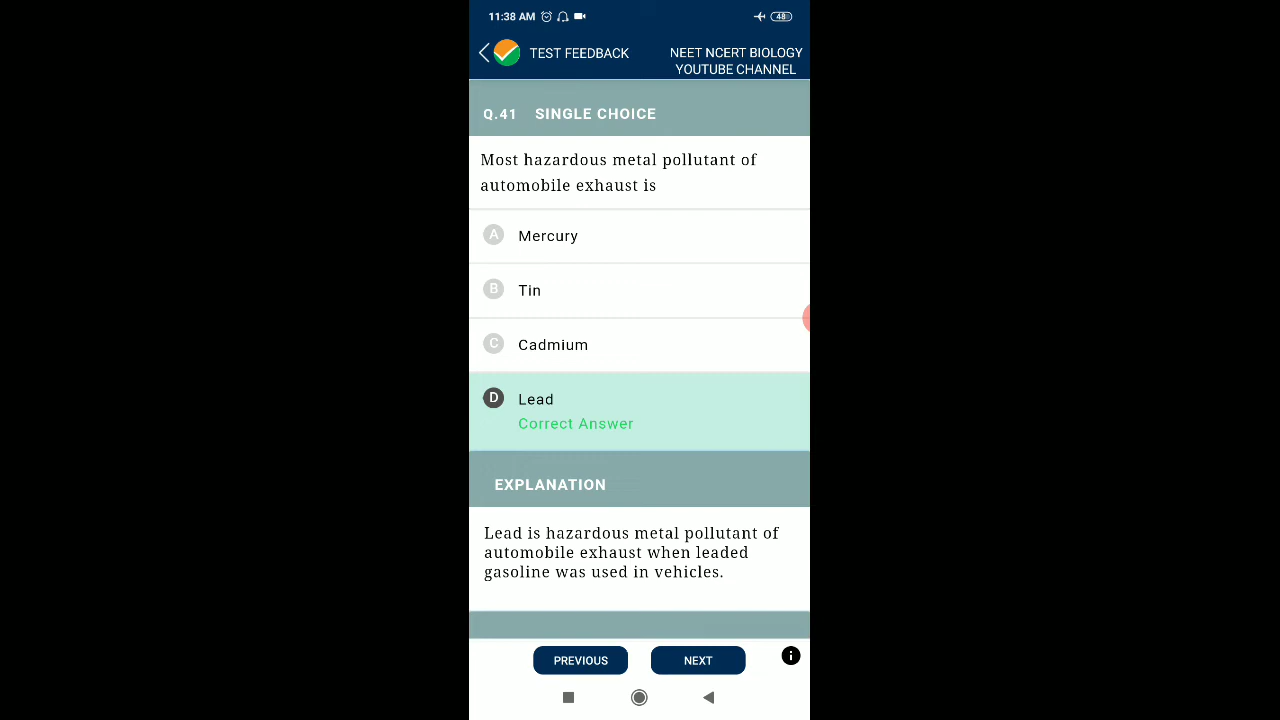 11:38 AM
48
TEST FEEDBACK
NEET NCERT BIOLOGY
YOUTUBE CHANNEL
Q.41 SINGLE CHOICE
Most hazardous metal pollutant of
automobile exhaust is
A Mercury
B Tin
C Cadmium
D Lead
Correct Answer
EXPLANATION
Lead is hazardous metal pollutant of
automobile exhaust when leaded
gasoline was used in vehicles.
PREVIOUS
NEXT